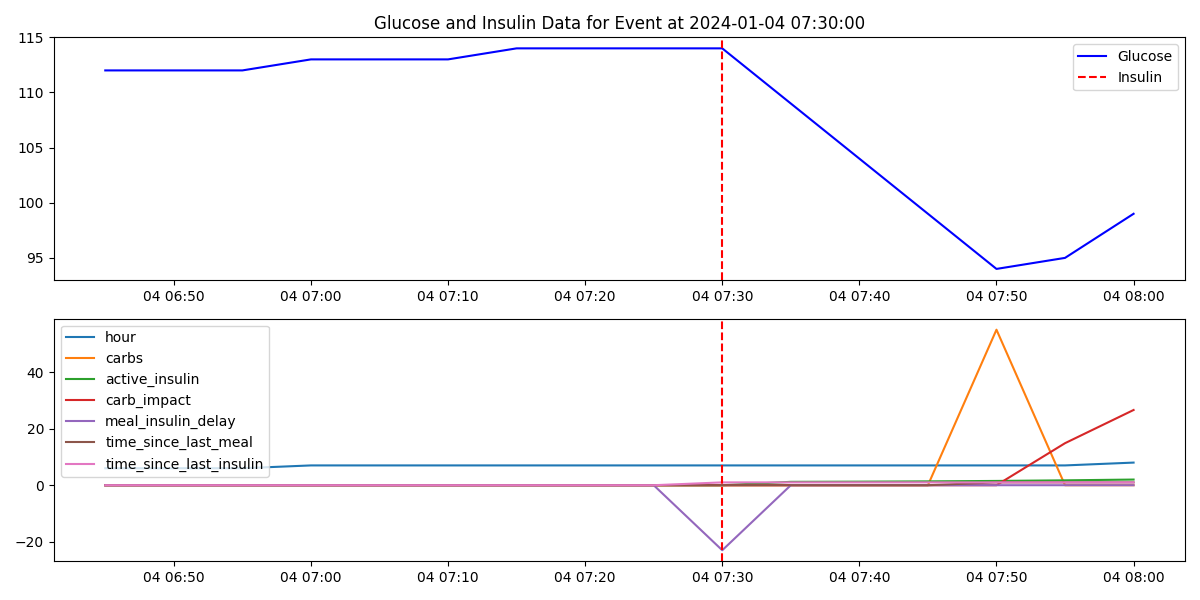 Glucose and Insulin Data for Event at 2024-01-04 07:30:00
115
110
105
100
95
Glucose
Insulin
04 06:50 04 07:00 04 07:10 04 07:20 04 07:30 04 07:40 04 07:50 04 08:00
40
20
0
−20
hour
carbs
active_insulin
carb_impact
meal_insulin_delay
time_since_last_meal
time_since_last_insulin
04 06:50 04 07:00 04 07:10 04 07:20 04 07:30 04 07:40 04 07:50 04 08:00